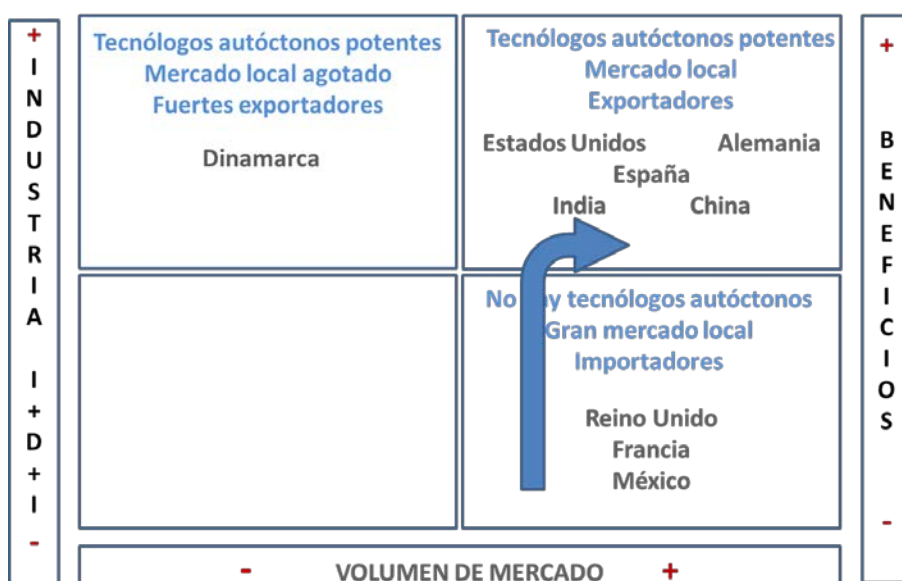 +
INDUSTRIA I+D+I
-
Tecnólogos autóctonos potentes
Mercado local agotado
Fuertes exportadores
Dinamarca
Tecnólogos autóctonos potentes
Mercado local
Exportadores
Estados Unidos Alemania
España
India China
No tecnólogos autóctonos
Gran mercado local
Importadores
Reino Unido
Francia
México
+
BENEFICIOS
-
- VOLUMEN DE MERCADO +